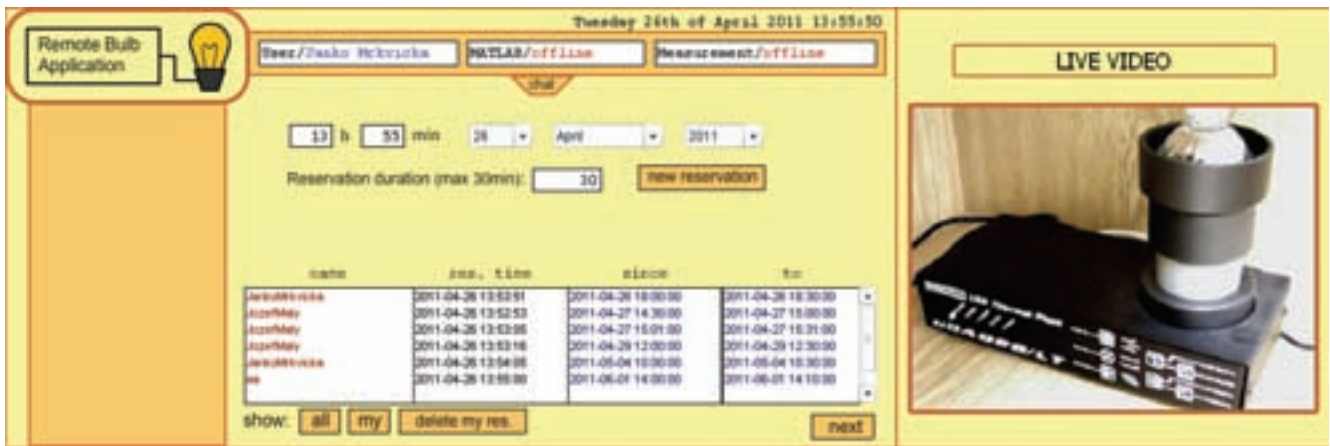 Tuesday 26th of April 2011 13:55:50
Remote Bulb
Application
User/Janko Mrkvicka
MATLAB/offline
Measurement/offline
chat
13 h 55 min 26 April 2011
Reservation duration (max 30min): 30 new reservation
name res. time since to
JankoMrkvicka 2011-04-26 13:53:51 2011-04-26 18:00:00 2011-04-26 18:30:00
JozefMaly 2011-04-26 13:52:53 2011-04-27 14:30:00 2011-04-27 15:00:00
JozefMaly 2011-04-26 13:53:05 2011-04-27 15:01:00 2011-04-27 15:31:00
JozefMaly 2011-04-26 13:53:16 2011-04-29 12:00:00 2011-04-29 12:30:00
JankoMrkvicka 2011-04-26 13:54:05 2011-05-04 10:00:00 2011-05-04 10:30:00
2011-04-26 13:55:00 2011-06-01 14:00:00 2011-06-01 14:10:00
show: all my delete my res. next
LIVE VIDEO
Thermal Plant